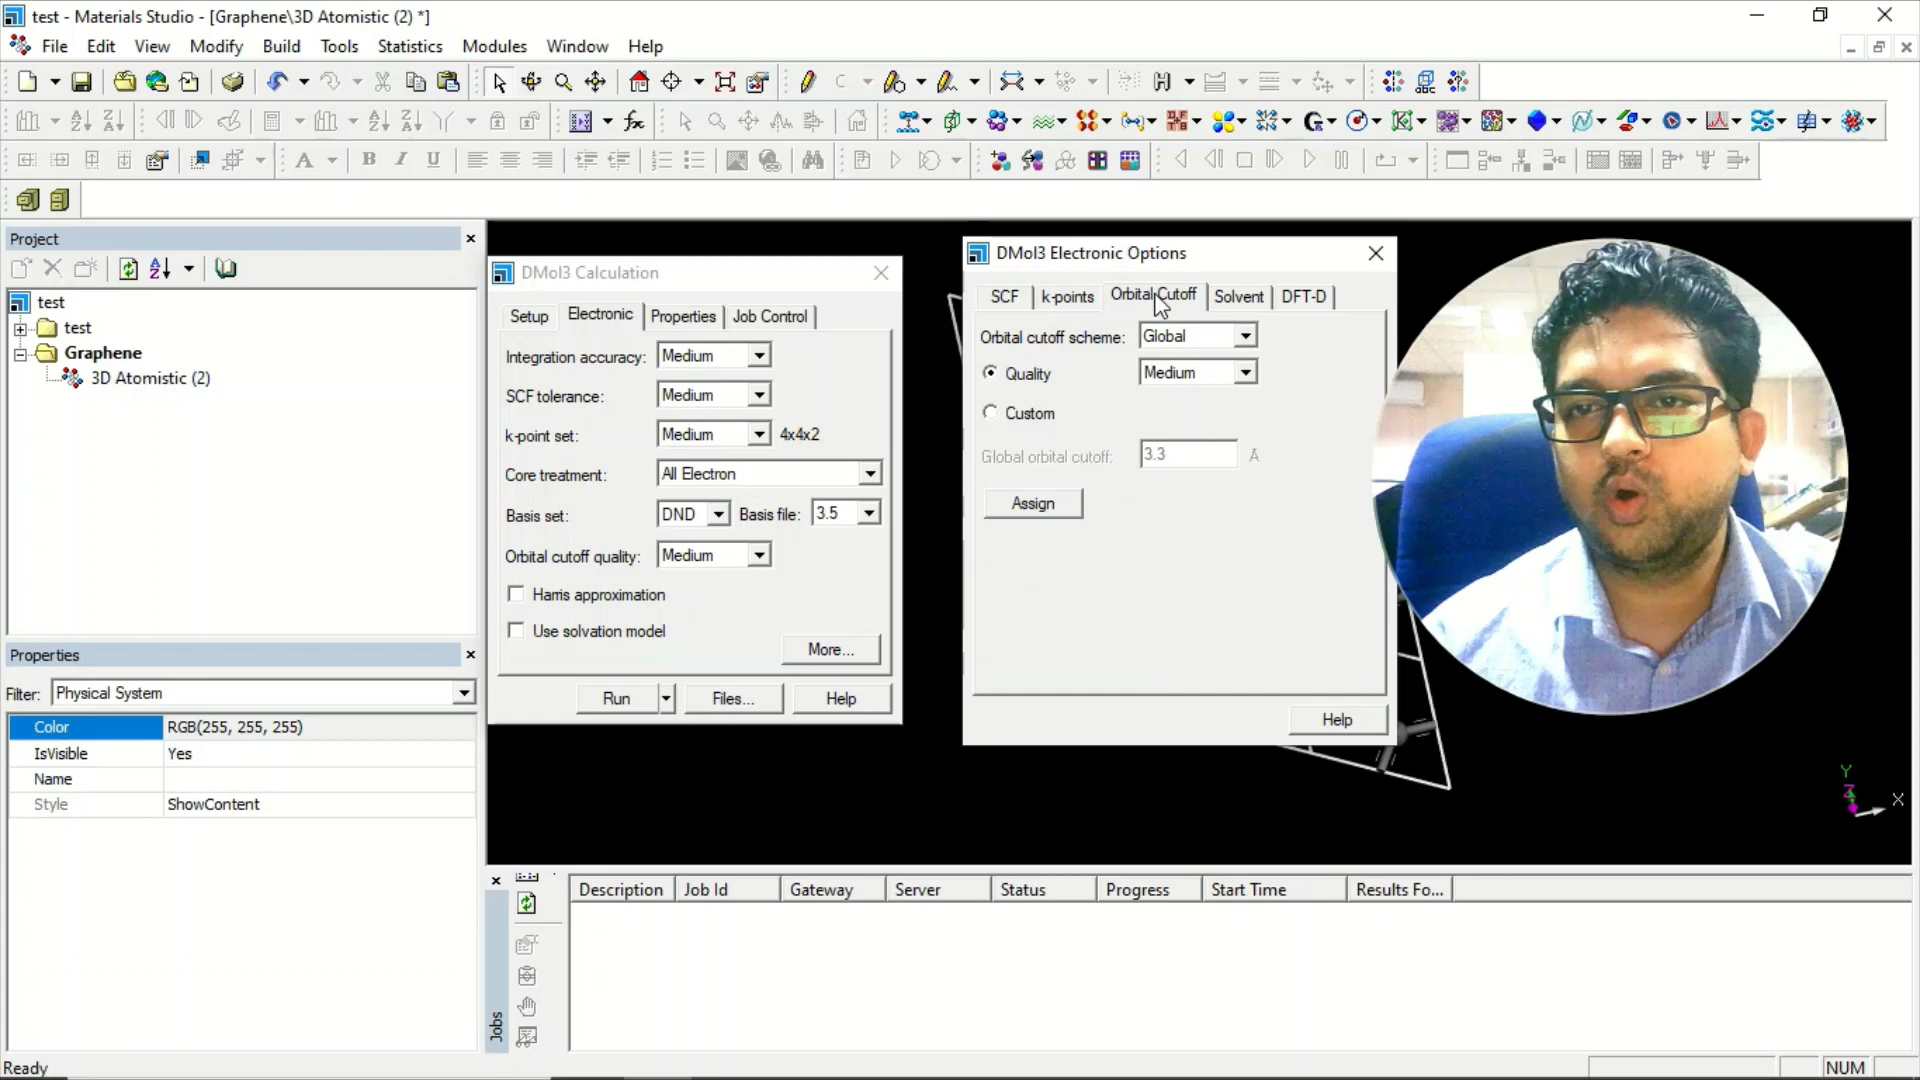 test - Materials Studio - [Graphene\3D Atomistic (2) *]
File Edit View Modify Build Tools Statistics Modules Window Help
Project
test
test
Graphene
3D Atomistic (2)
Properties
Filter: Physical System
Color RGB(255, 255, 255)
IsVisible Yes
Name
Style ShowContent
DMol3 Calculation
Setup Electronic Properties Job Control
Integration accuracy: Medium
SCF tolerance: Medium
k-point set: Medium 4x4x2
Core treatment: All Electron
Basis set: DND Basis file: 3.5
Orbital cutoff quality: Medium
Harris approximation
Use solvation model
More...
Run Files... Help
DMol3 Electronic Options
SCF k-points Orbital Cutoff Solvent DFT-D
Orbital cutoff scheme: Global
Quality Medium
Custom
Global orbital cutoff: 3.3 Å
Assign
Help
Y
Z
X
Jobs
Description Job Id Gateway Server Status Progress Start Time Results Fo...
Ready
NUM